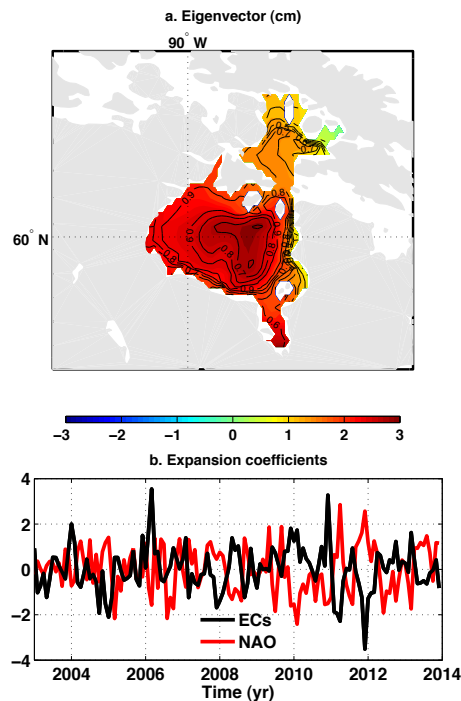 a. Eigenvector (cm)
90° W
60° N
−3 −2 −1 0 1 2 3
b. Expansion coefficients
4
2
0
−2
−4
ECs
NAO
2004 2006 2008 2010 2012 2014
Time (yr)